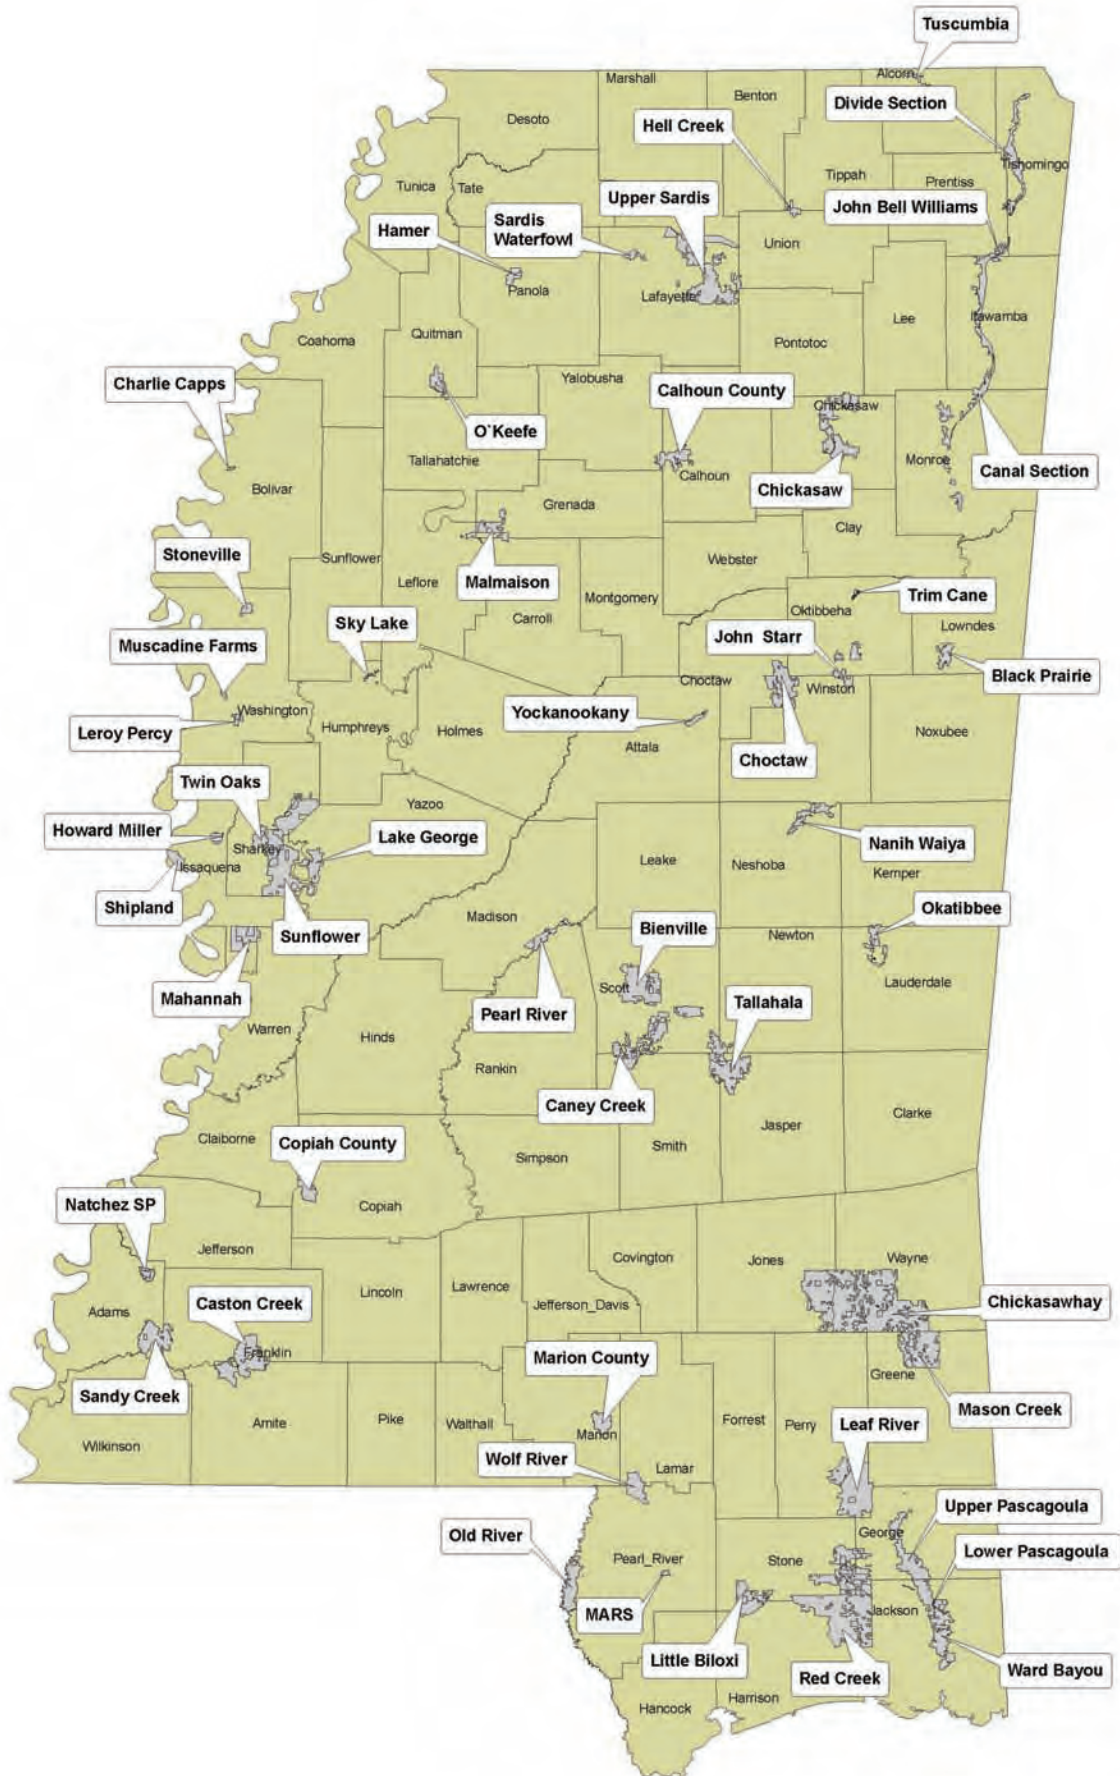 Tuscumbia
Marshall
Alcorn
Benton
Divide Section
Desoto
Hell Creek
Tishomingo
Tippah
Prentiss
Tunica
Tate
Upper Sardis
John Bell Williams
Hamer
Sardis
Waterfowl
Union
Panola
Lafayette
Itawamba
Lee
Coahoma
Quitman
Pontotoc
Charlie Capps
Yalobusha
Calhoun County
Chickasaw
O`Keefe
Tallahatchie
Monroe
Canal Section
Bolivar
Calhoun
Chickasaw
Grenada
Clay
Stoneville
Sunflower
Webster
Leflore
Malmaison
Montgomery
Trim Cane
Oktibbeha
Carroll
Sky Lake
Lowndes
John Starr
Muscadine Farms
Black Prairie
Choctaw
Winston
Washington
Yockanookany
Leroy Percy
Humphreys
Holmes
Noxubee
Attala
Choctaw
Twin Oaks
Yazoo
Howard Miller
Lake George
Sharkey
Nanih Waiya
Leake
Neshoba
Issaquena
Kemper
Shipland
Okatibbee
Madison
Bienville
Sunflower
Newton
Lauderdale
Scott
Mahannah
Tallahala
Pearl River
Warren
Hinds
Rankin
Caney Creek
Clarke
Jasper
Claiborne
Copiah County
Smith
Simpson
Natchez SP
Copiah
Jefferson
Covington
Jones
Wayne
Lincoln
Lawrence
Chickasawhay
Caston Creek
Jefferson_Davis
Adams
Franklin
Marion County
Greene
Sandy Creek
Mason Creek
Amite
Pike
Walthall
Forrest
Perry
Leaf River
Marion
Wilkinson
Wolf River
Lamar
Upper Pascagoula
Old River
George
Lower Pascagoula
Pearl_River
Stone
MARS
Jackson
Little Biloxi
Red Creek
Ward Bayou
Harrison
Hancock